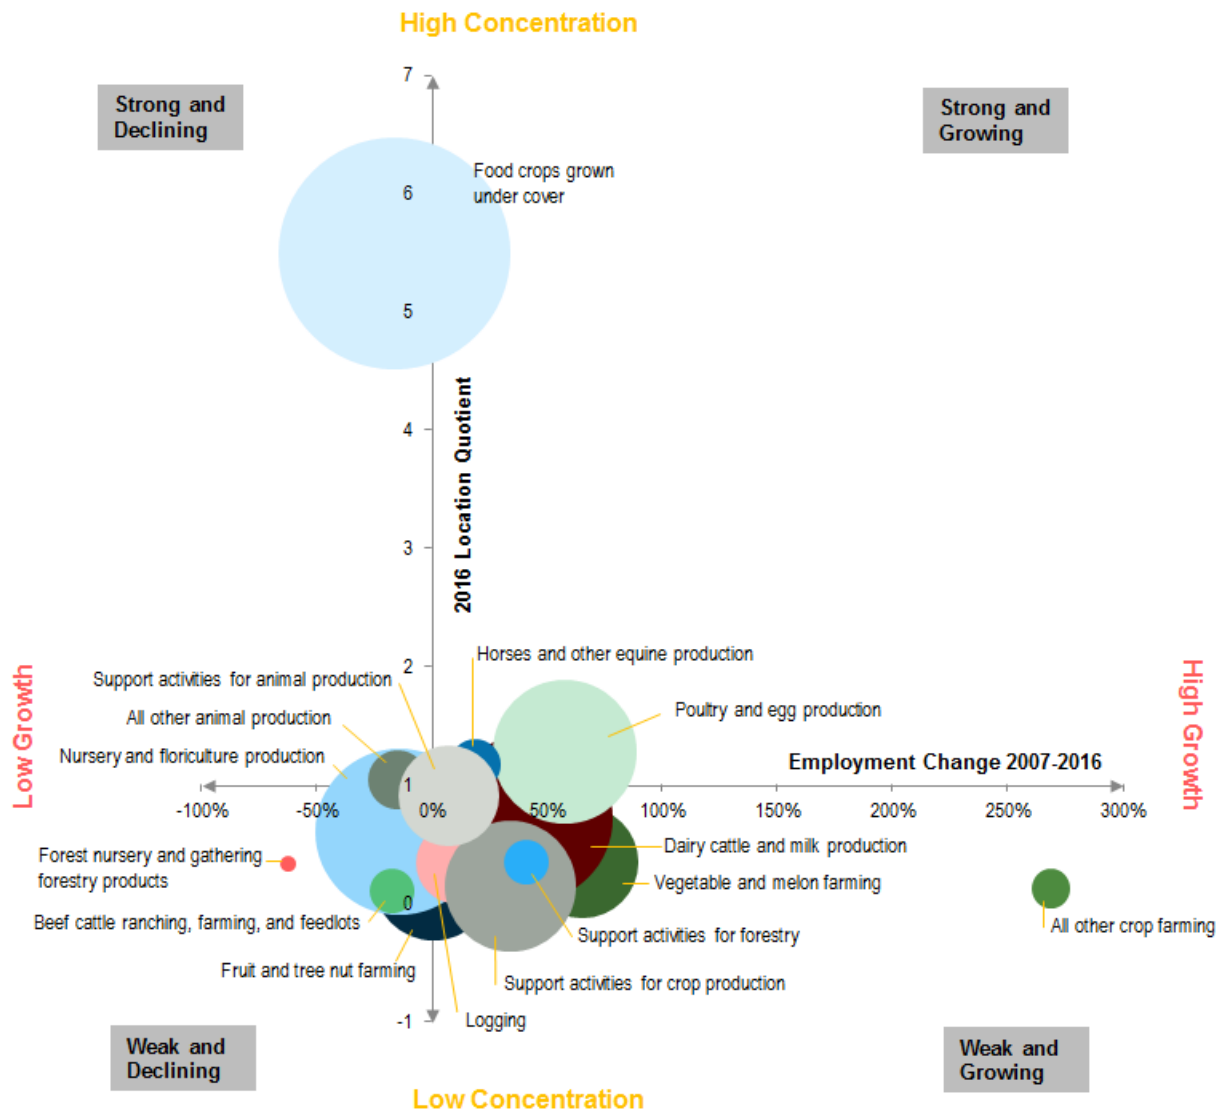 High Concentration
7
Strong and
Declining
Strong and
Growing
Food crops grown
under cover
6
5
4
2016 Location Quotient
3
2
Horses and other equine production
Support activities for animal production
Poultry and egg production
All other animal production
Nursery and floriculture production
Low Growth
High Growth
Employment Change 2007-2016
1
-100%
-50%
0%
50%
100%
150%
200%
250%
300%
Dairy cattle and milk production
Forest nursery and gathering
forestry products
Vegetable and melon farming
0
Beef cattle ranching, farming, and feedlots
All other crop farming
Support activities for forestry
Fruit and tree nut farming
Support activities for crop production
-1
Logging
Weak and
Declining
Weak and
Growing
Low Concentration